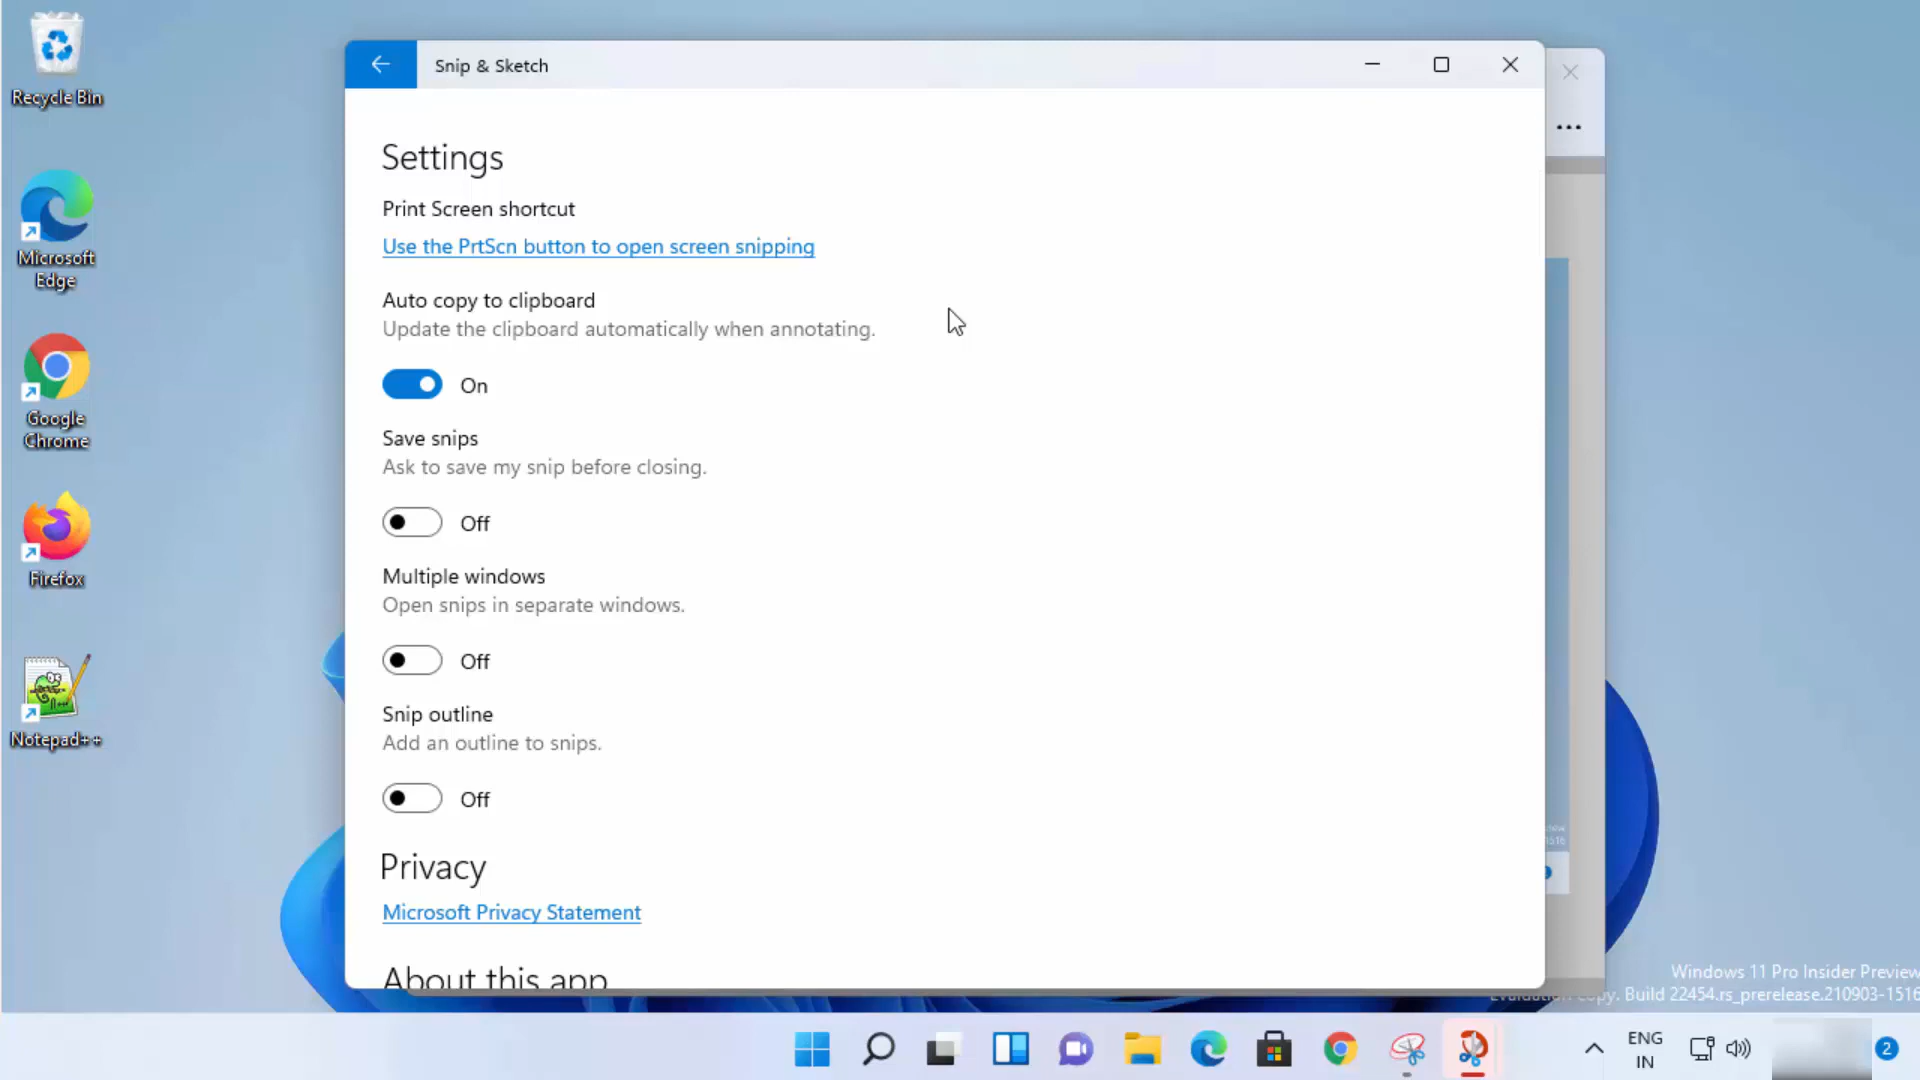 Recycle Bin
Microsoft
Edge
Google
Chrome
Firefox
Notepad++
Snip & Sketch
Settings
Print Screen shortcut
Use the PrtScn button to open screen snipping
Auto copy to clipboard
Update the clipboard automatically when annotating.
On
Save snips
Ask to save my snip before closing.
Off
Multiple windows
Open snips in separate windows.
Off
Snip outline
Add an outline to snips.
Off
Privacy
Microsoft Privacy Statement
About this app
Windows 11 Pro Insider Preview
Evaluation copy. Build 22454.rs_prerelease.210903-1516
ENG
IN
2